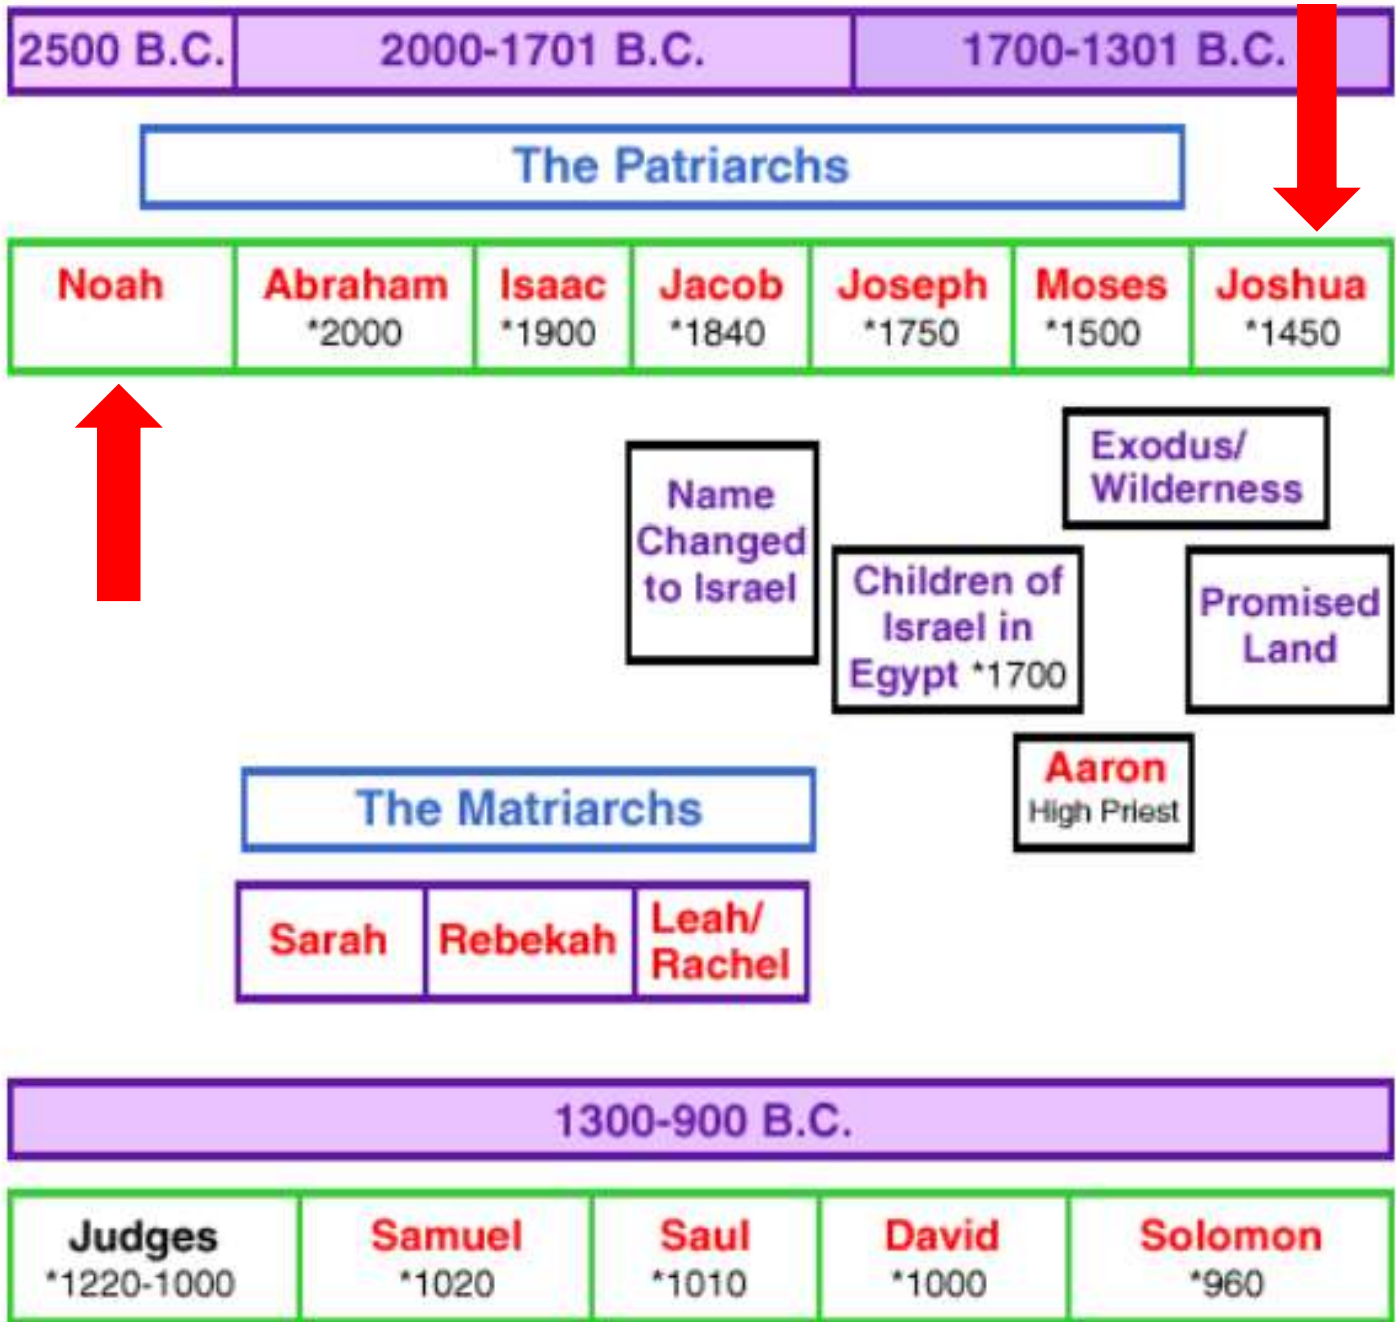 2500 B.C. 2000-1701 B.C. 1700-1301 B.C.
The Patriarchs
Noah Abraham Isaac Jacob Joseph Moses Joshua
*2000 *1900 *1840 *1750 *1500 *1450
Exodus/
Wilderness
Name
Changed
to Israel
Children of
Israel in
Egypt *1700
Promised
Land
Aaron
High Priest
The Matriarchs
Sarah Rebekah Leah/
Rachel
1300-900 B.C.
Judges Samuel Saul David Solomon
*1220-1000 *1020 *1010 *1000 *960